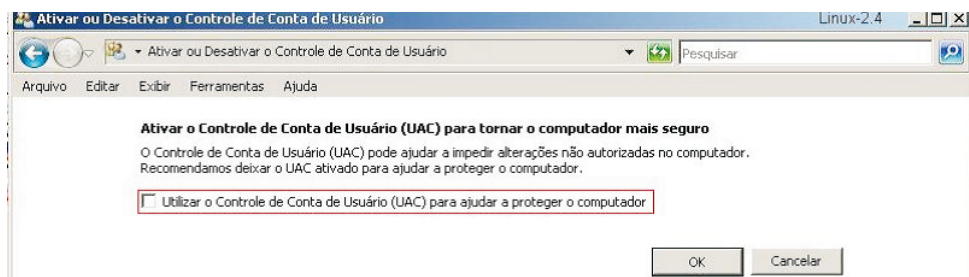 Ativar ou Desativar o Controle de Conta de Usuário
Linux-2.4
Ativar ou Desativar o Controle de Conta de Usuário
Pesquisar
Arquivo Editar Exibir Ferramentas Ajuda
Ativar o Controle de Conta de Usuário (UAC) para tornar o computador mais seguro
O Controle de Conta de Usuário (UAC) pode ajudar a impedir alterações não autorizadas no computador.
Recomendamos deixar o UAC ativado para ajudar a proteger o computador.
Utilizar o Controle de Conta de Usuário (UAC) para ajudar a proteger o computador
OK Cancelar